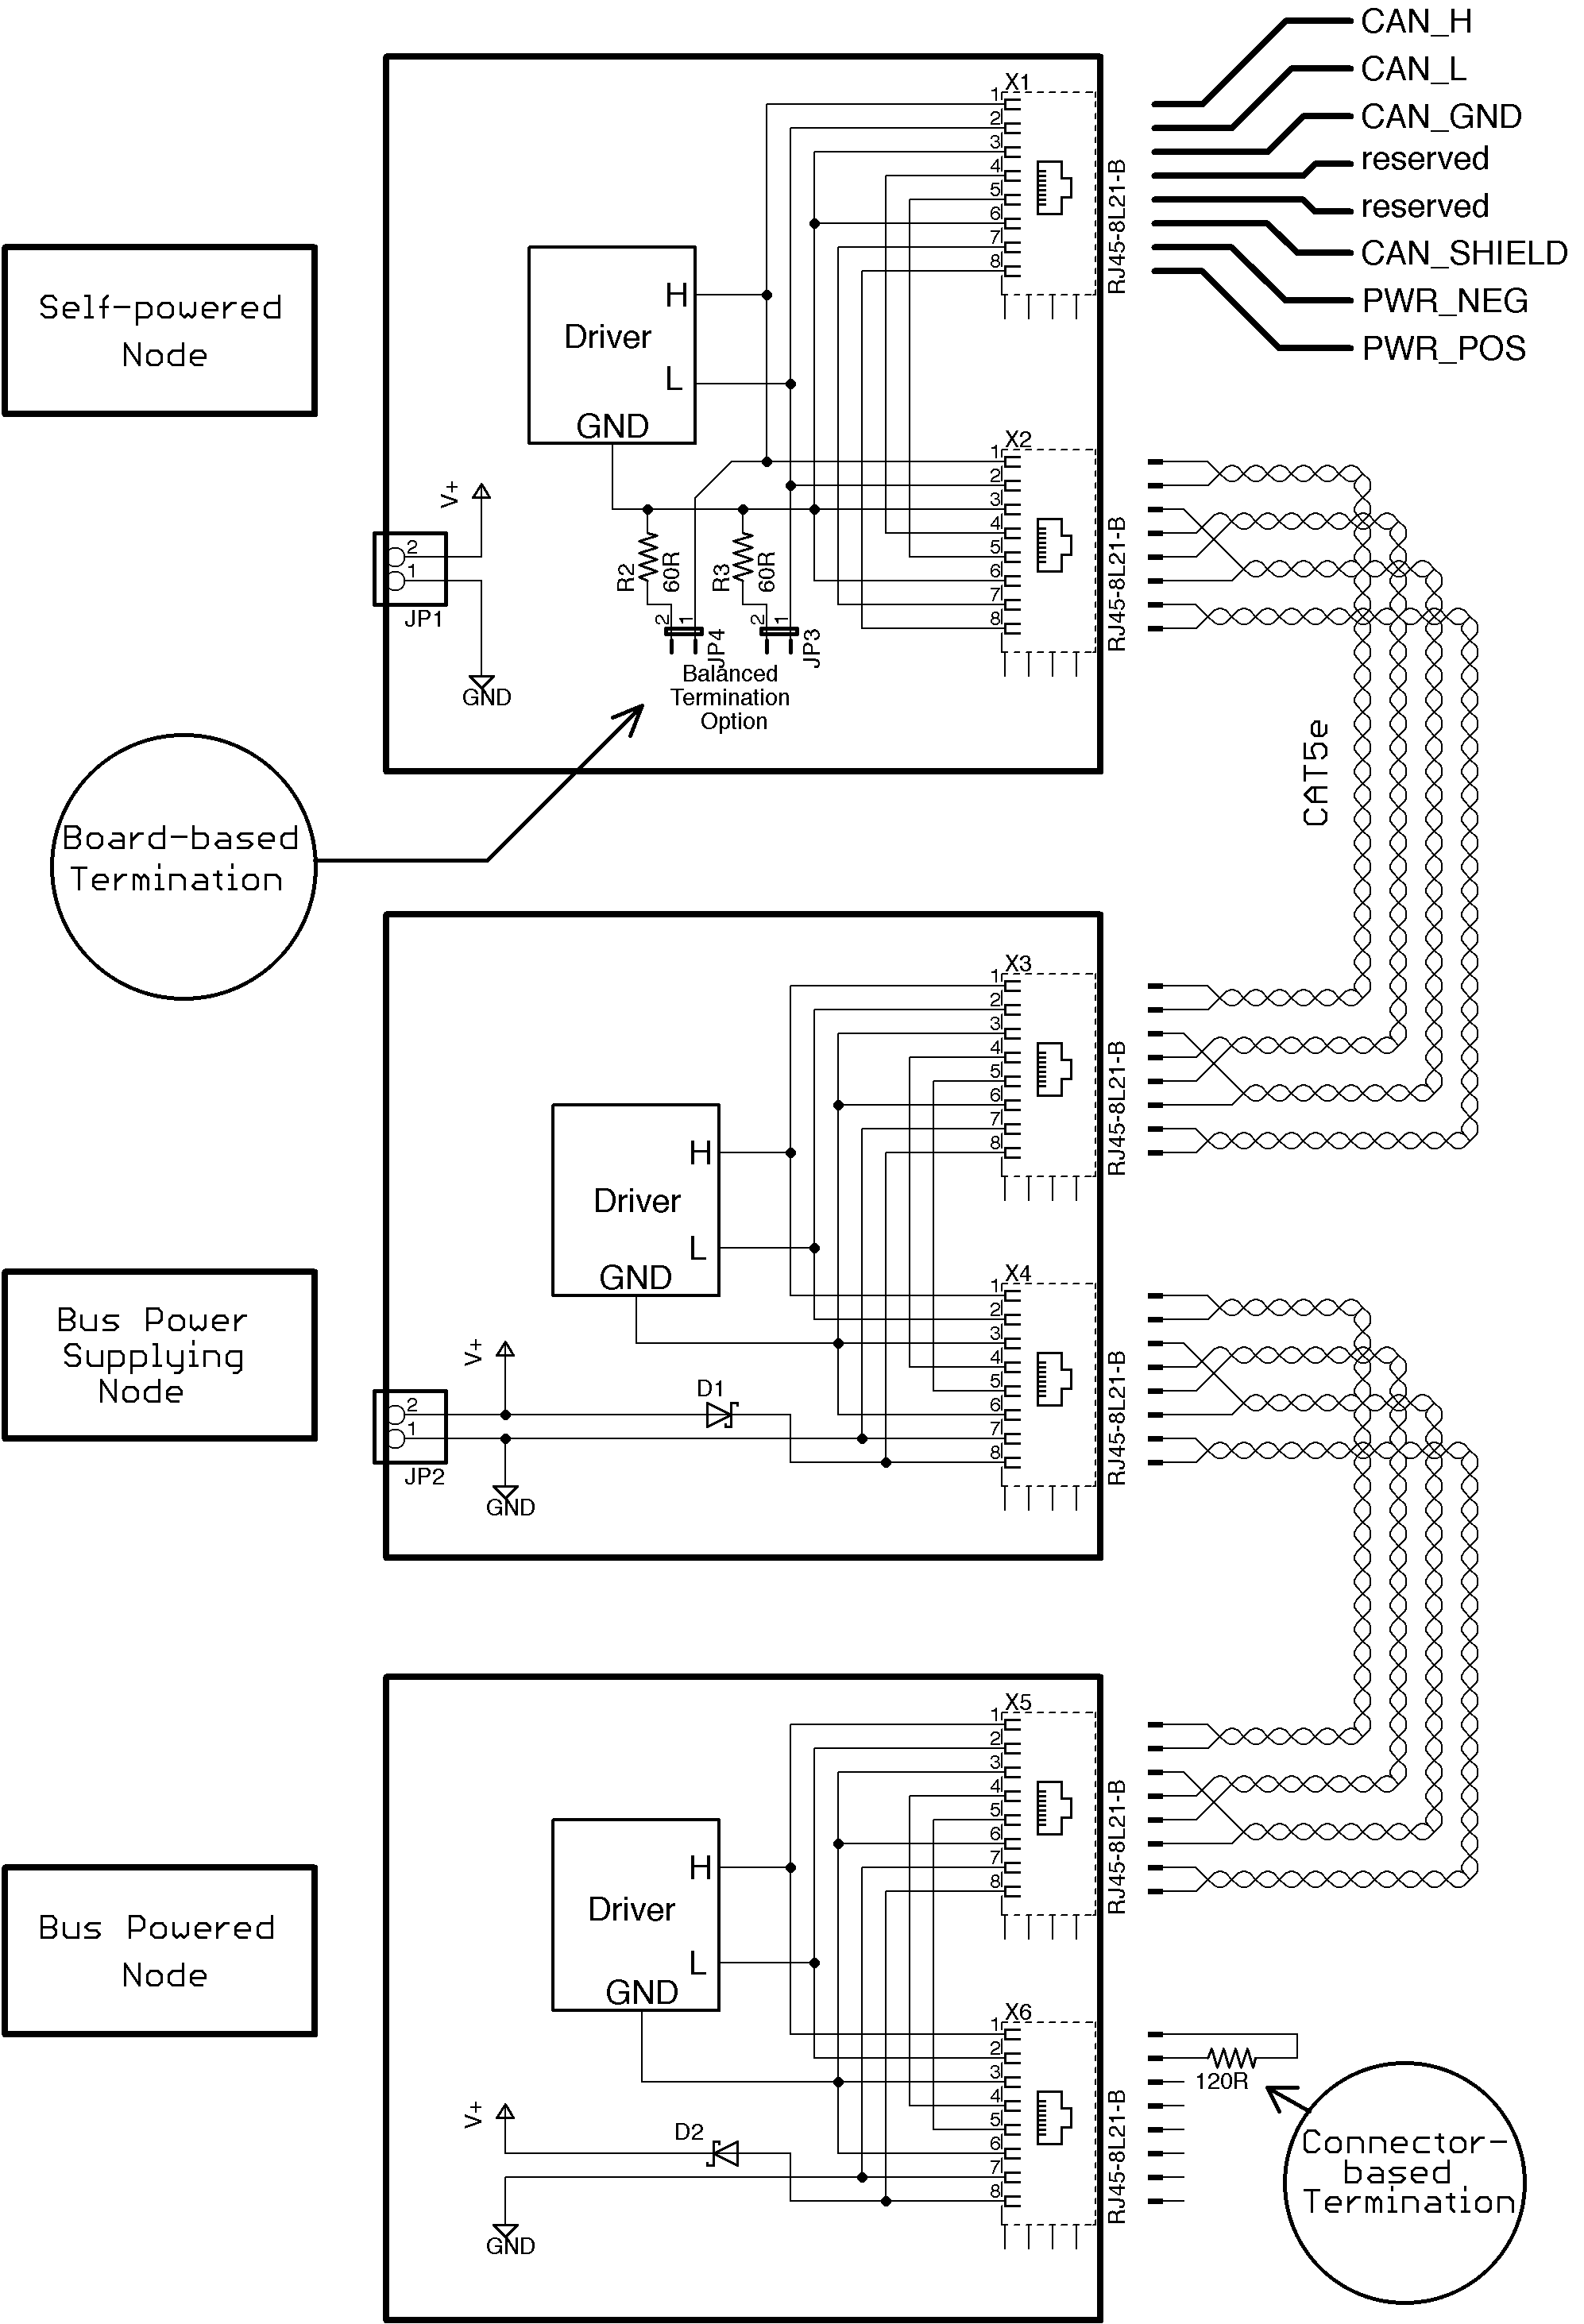 CAN_H
CAN_L
CAN_GND
reserved
reserved
CAN_SHIELD
PWR_NEG
PWR_POS
Self-powered
Node
X1
1
2
3
4
5
6
7
8
RJ45-8L21-B
H
Driver
L
GND
X2
1
2
3
4
5
6
7
8
RJ45-8L21-B
V+
2
1
JP1
GND
R2
60R
R3
60R
2
1
JP4
2
1
JP3
Balanced
Termination
Option
Board-based
Termination
CAT5e
X3
1
2
3
4
5
6
7
8
RJ45-8L21-B
H
Driver
L
GND
Bus Power
Supplying
Node
X4
1
2
3
4
5
6
7
8
RJ45-8L21-B
V+
D1
2
1
JP2
GND
X5
1
2
3
4
5
6
7
8
RJ45-8L21-B
H
Driver
L
GND
Bus Powered
Node
X6
1
2
3
4
5
6
7
8
RJ45-8L21-B
V+
D2
GND
120R
Connector-
based
Termination